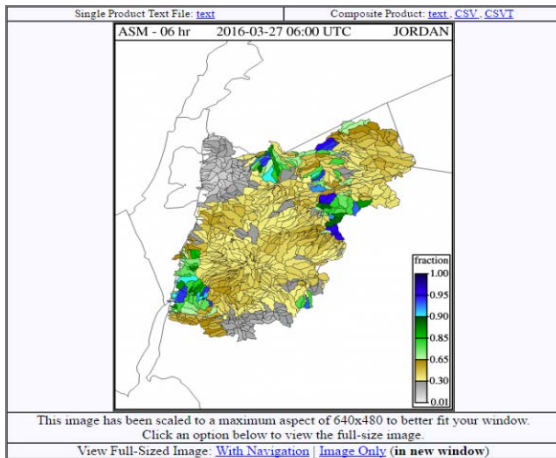 Single Product Text File: text
Composite Product: text , CSV , CSVT
ASM - 06 hr 2016-03-27 06:00 UTC JORDAN
fraction
1.00
0.95
0.90
0.85
0.65
0.30
0.01
This image has been scaled to a maximum aspect of 640x480 to better fit your window.
Click an option below to view the full-size image.
View Full-Sized Image: With Navigation | Image Only (in new window)